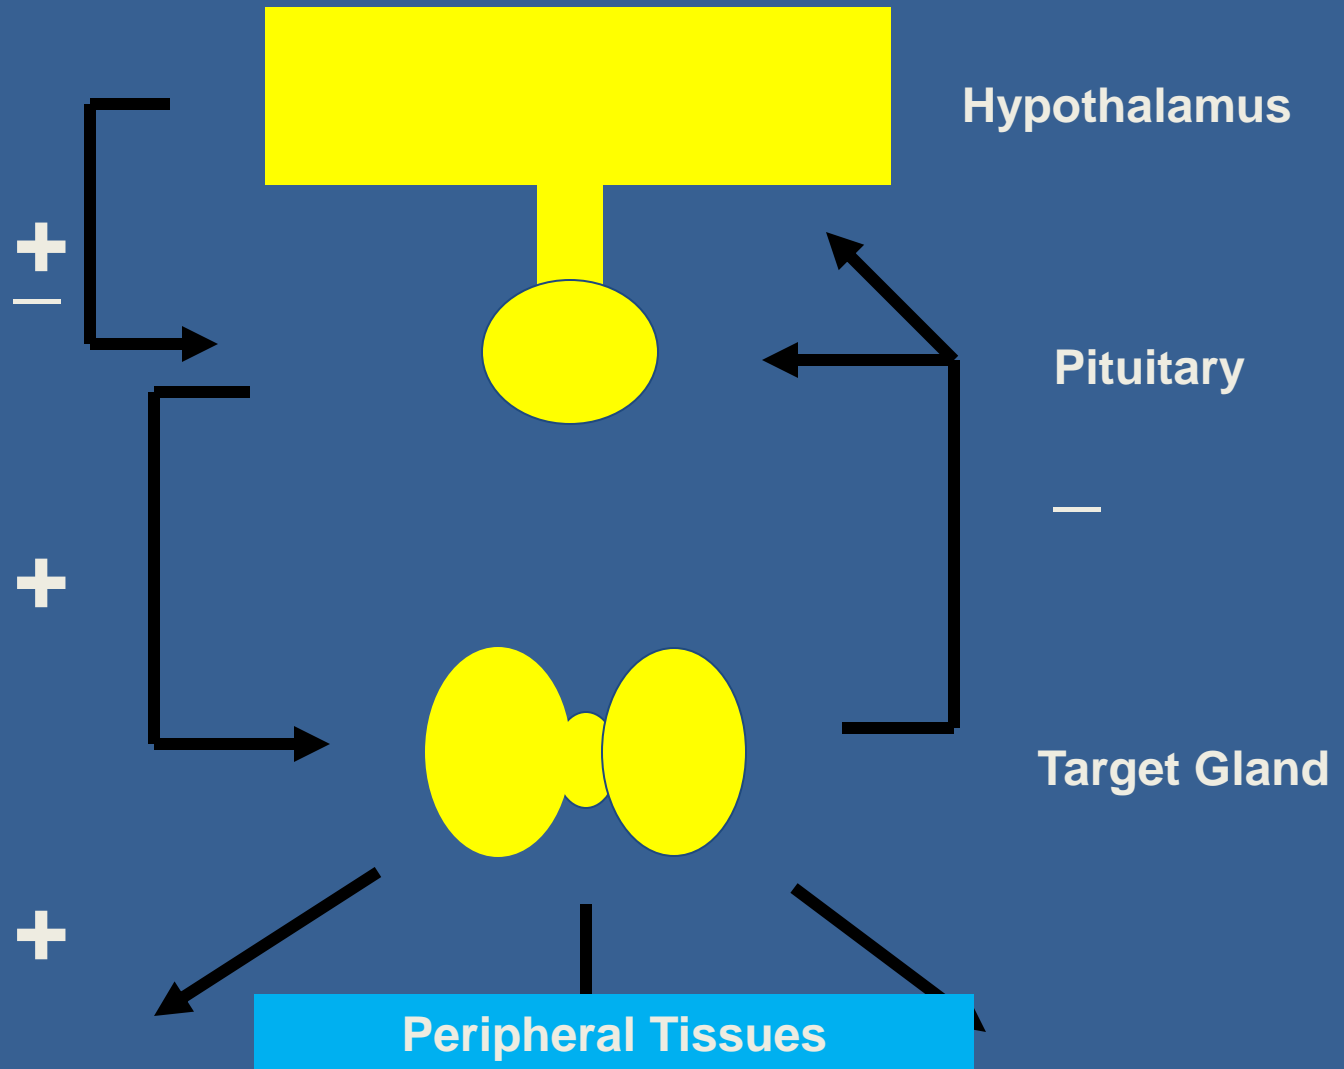 Hypothalamus
+
_
Pituitary
_
+
Target Gland
+
Peripheral Tissues